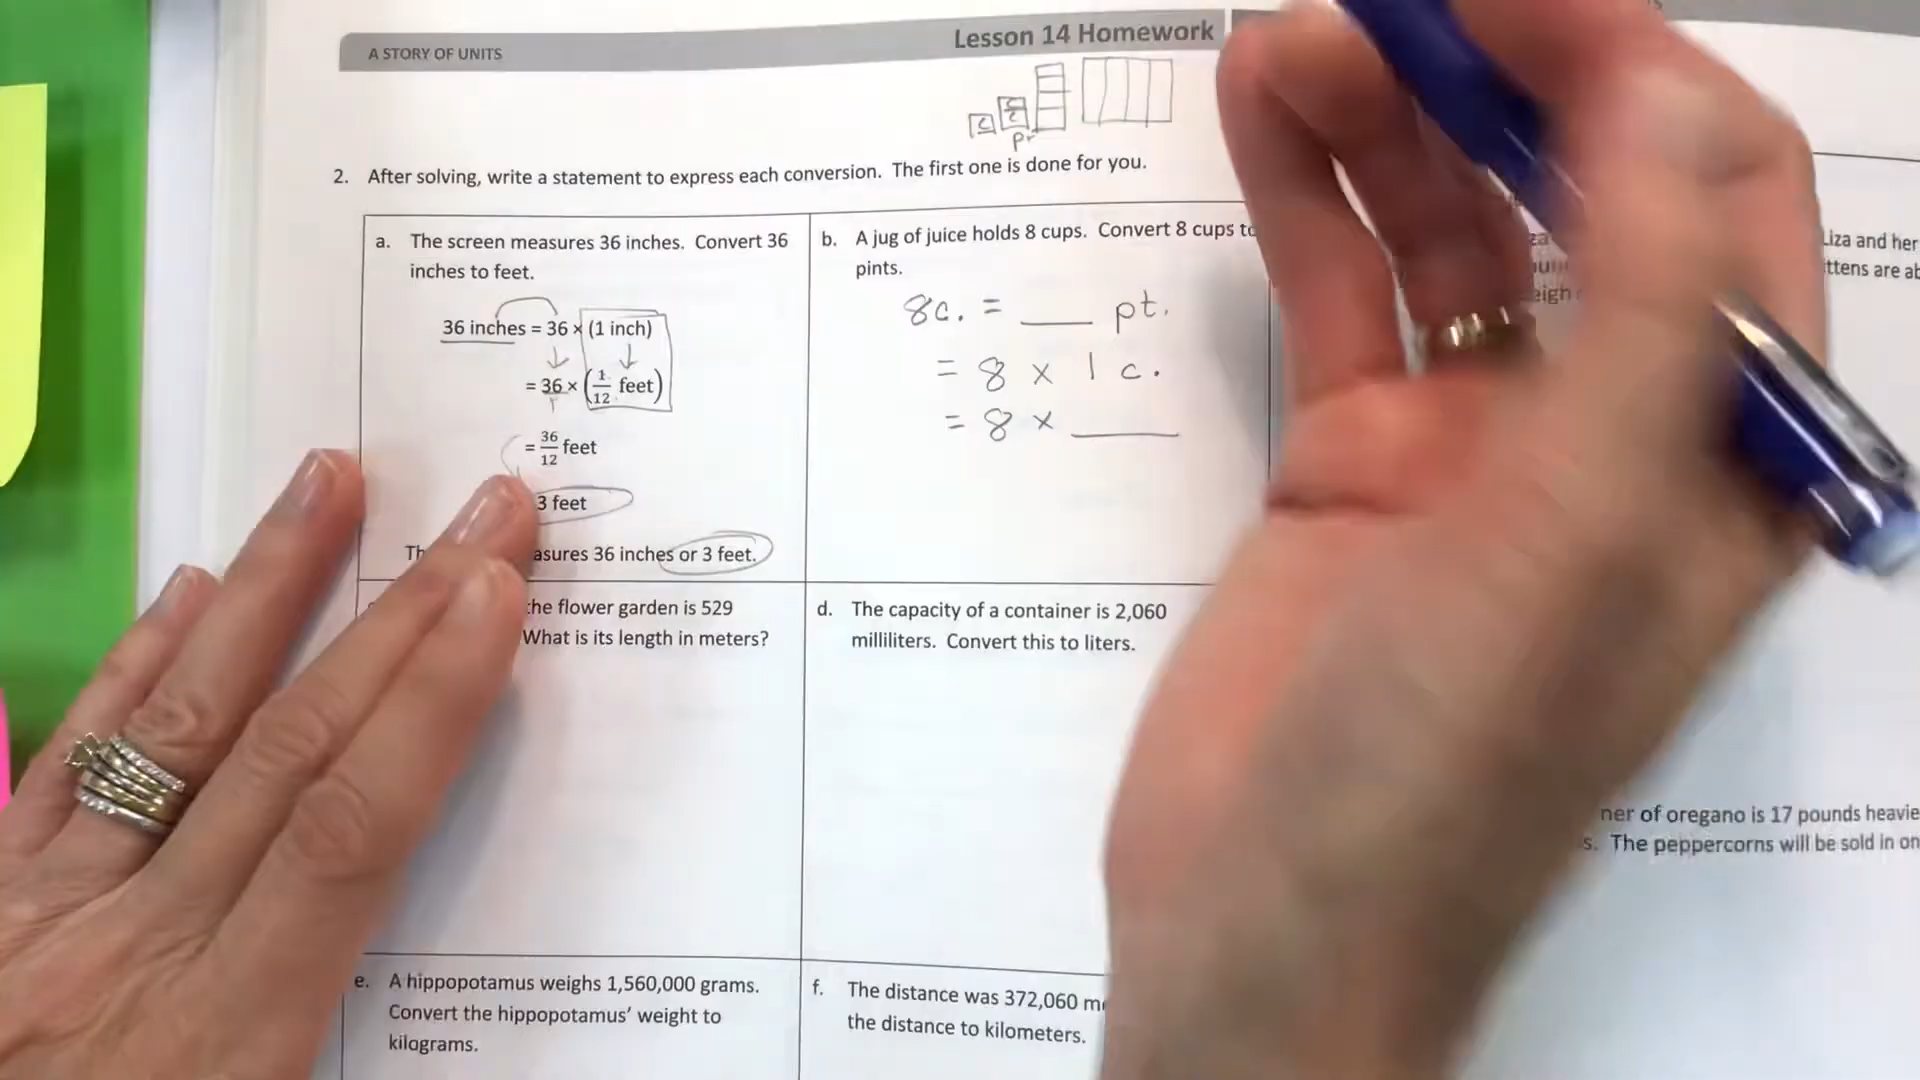 A STORY OF UNITS
Lesson 14 Homework
c
c
c
pt
2. After solving, write a statement to express each conversion. The first one is done for you.
a. The screen measures 36 inches. Convert 36
inches to feet.
36 inches = 36 × (1 inch)
= 36 × (1/12 feet)
= 36/12 feet
3 feet
asures 36 inches or 3 feet.
b. A jug of juice holds 8 cups. Convert 8 cups to
pints.
8c. = ___ pt.
= 8 × 1 c.
= 8 × ___
the flower garden is 529
What is its length in meters?
d. The capacity of a container is 2,060
milliliters. Convert this to liters.
e. A hippopotamus weighs 1,560,000 grams.
Convert the hippopotamus' weight to
kilograms.
f. The distance was 372,060
the distance to kilometers.
Liza and her
ittens are
ner of oregano is 17 pounds heavie
s. The peppercorns will be sold in on